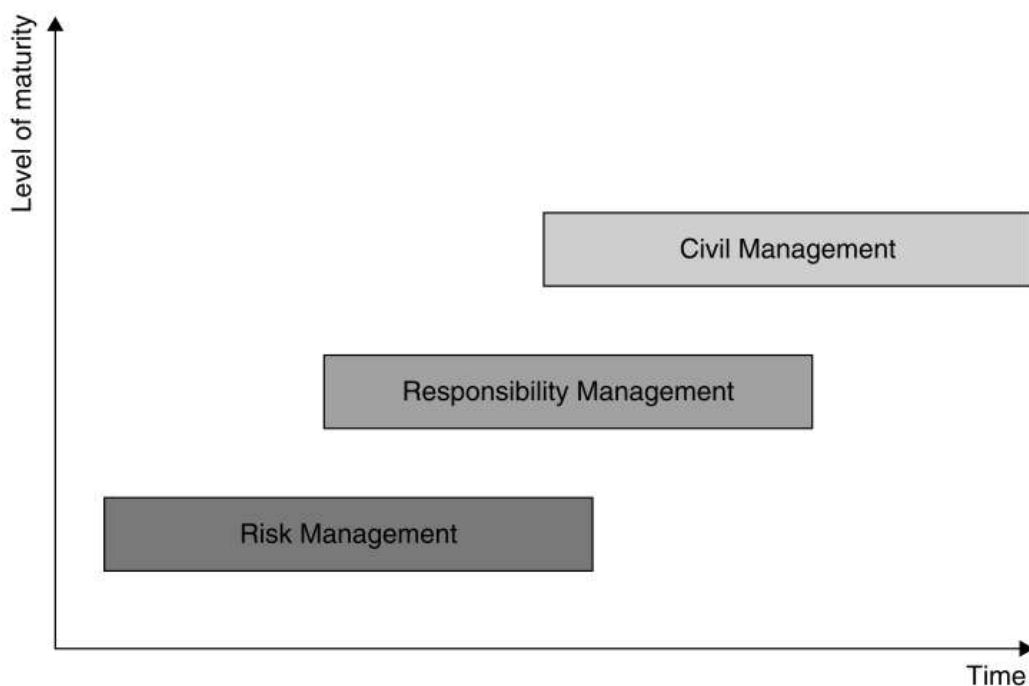 Level of maturity
Civil Management
Responsibility Management
Risk Management
Time